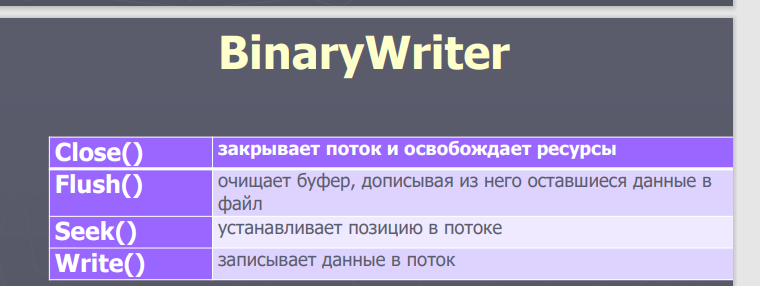 BinaryWriter
Close() закрывает поток и освобождает ресурсы
Flush() очищает буфер, дописывая из него оставшиеся данные в
файл
Seek() устанавливает позицию в потоке
Write() записывает данные в поток